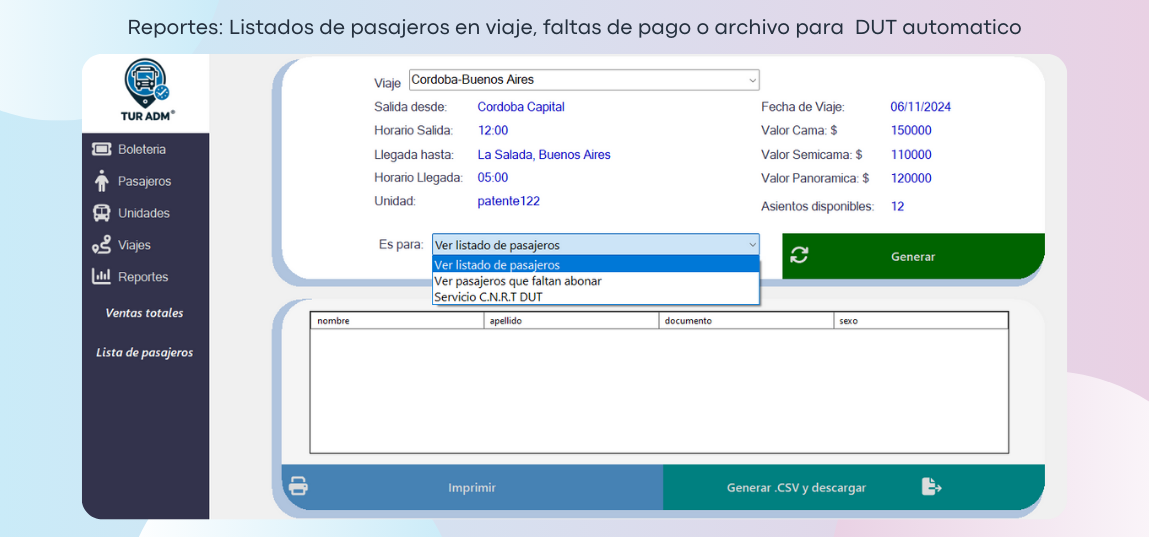 Reportes: Listados de pasajeros en viaje, faltas de pago o archivo para DUT automatico
TUR ADM®
Boleteria
Pasajeros
Unidades
Viajes
Reportes
Ventas totales
Lista de pasajeros
Viaje Cordoba-Buenos Aires
Salida desde: Cordoba Capital Fecha de Viaje: 06/11/2024
Horario Salida: 12:00 Valor Cama: $ 150000
Llegada hasta: La Salada, Buenos Aires Valor Semicama: $ 110000
Horario Llegada: 05:00 Valor Panoramica: $ 120000
Unidad: patente122 Asientos disponibles: 12
Es para: Ver listado de pasajeros Generar
Ver listado de pasajeros
Ver pasajeros que faltan abonar
Servicio C.N.R.T DUT
nombre apellido documento sexo
Imprimir Generar .CSV y descargar